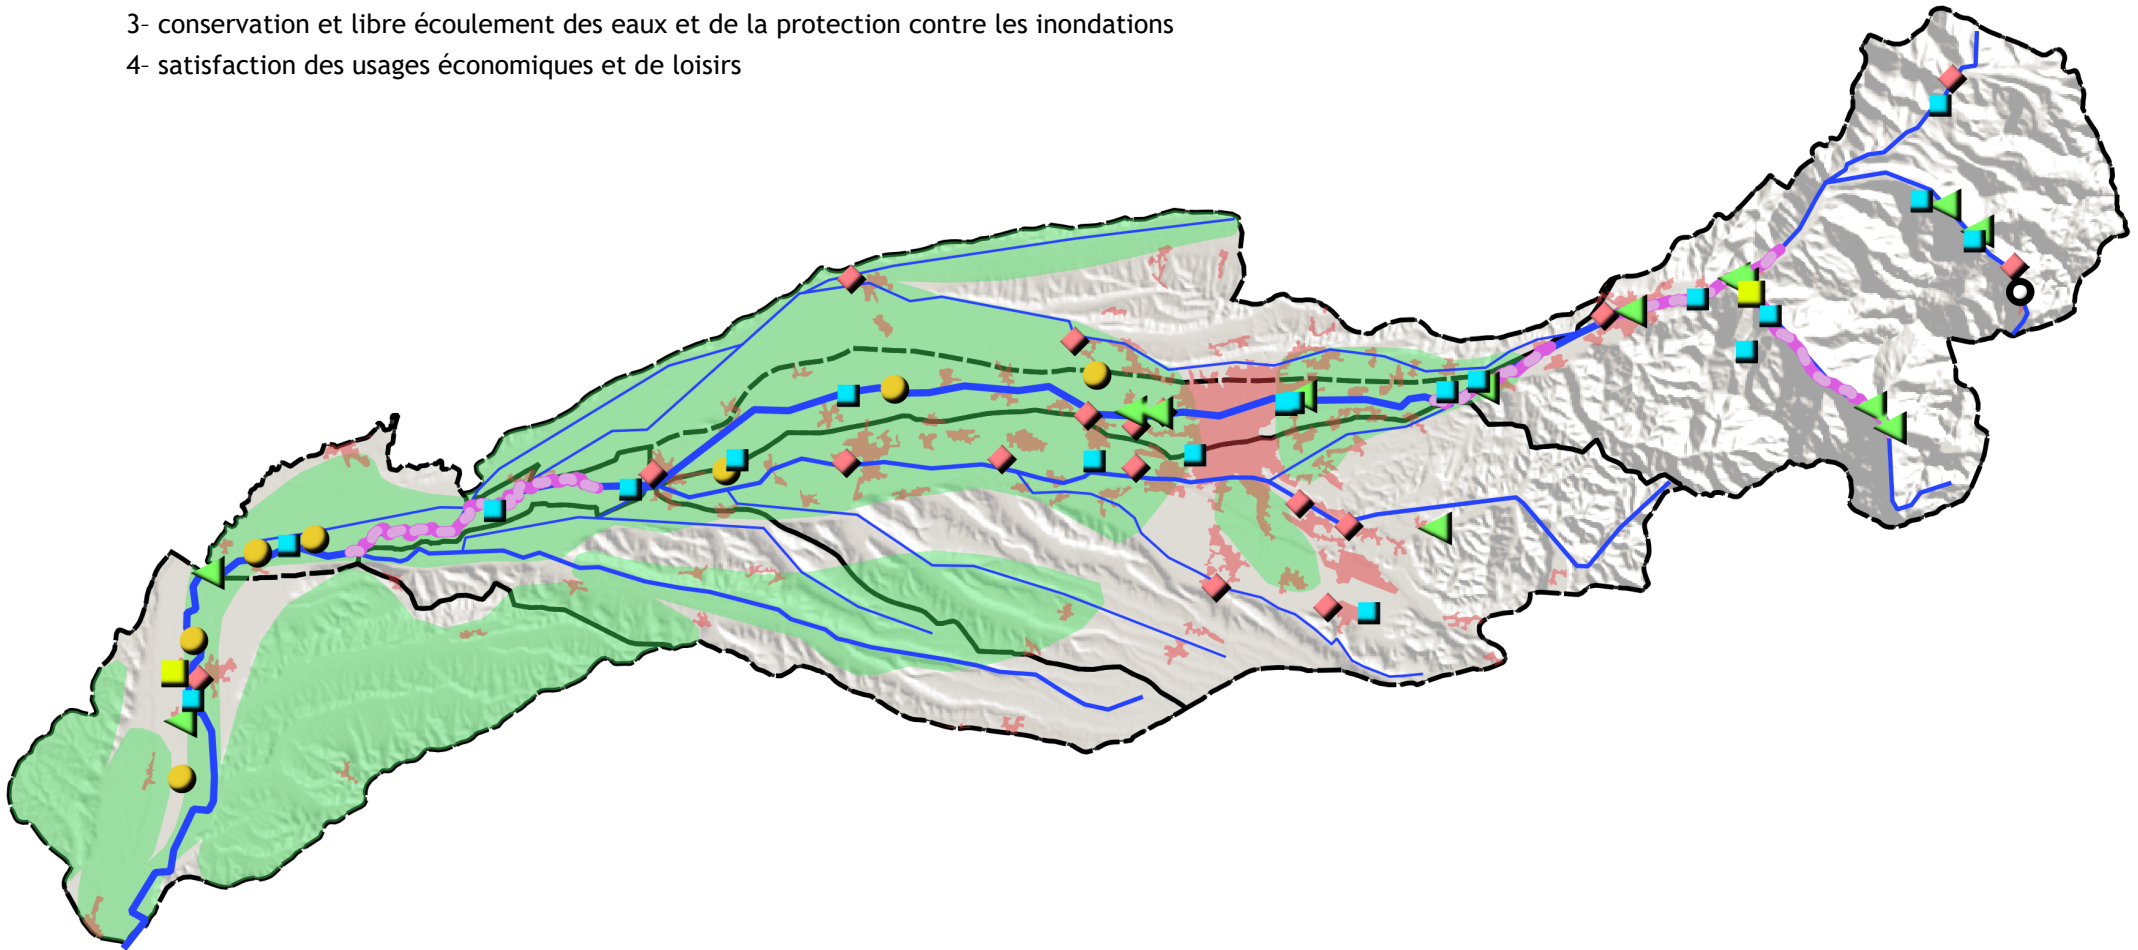 3- conservation et libre écoulement des eaux et de la protection contre les inondations
4- satisfaction des usages économiques et de loisirs